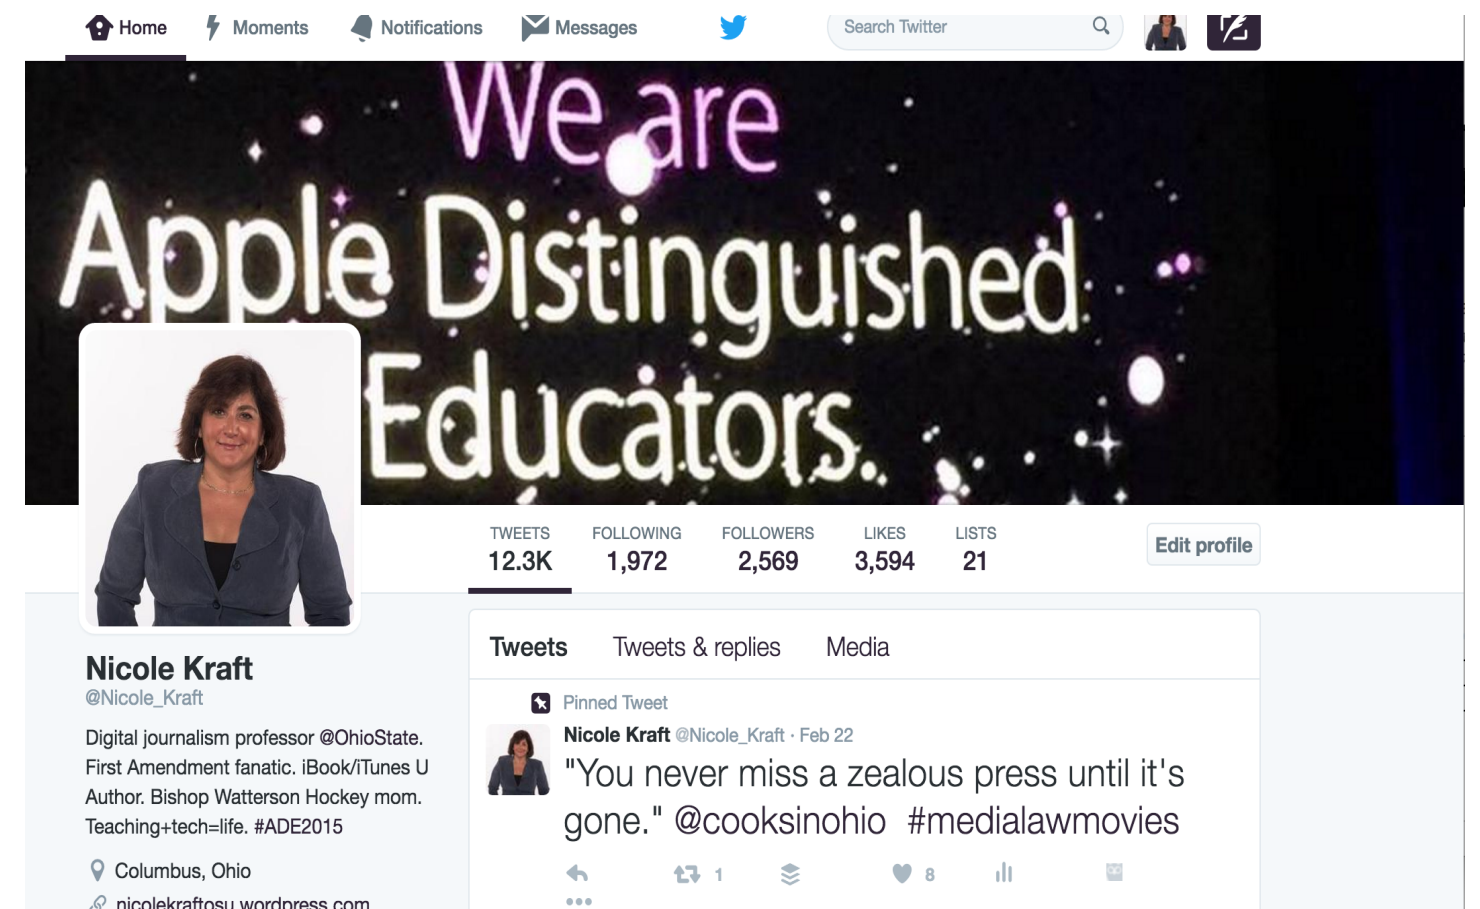 Home Moments Notifications Messages Search Twitter
We are
Apple Distinguished
Educators.
TWEETS FOLLOWING FOLLOWERS LIKES LISTS
12.3K 1,972 2,569 3,594 21
Edit profile
Nicole Kraft
@Nicole_Kraft
Digital journalism professor @OhioState.
First Amendment fanatic. iBook/iTunes U
Author. Bishop Watterson Hockey mom.
Teaching+tech=life. #ADE2015
Columbus, Ohio
nicolekraftosu.wordpress.com
Tweets Tweets & replies Media
Pinned Tweet
Nicole Kraft @Nicole_Kraft · Feb 22
"You never miss a zealous press until it's
gone." @cooksinohio #medialawmovies
1 8